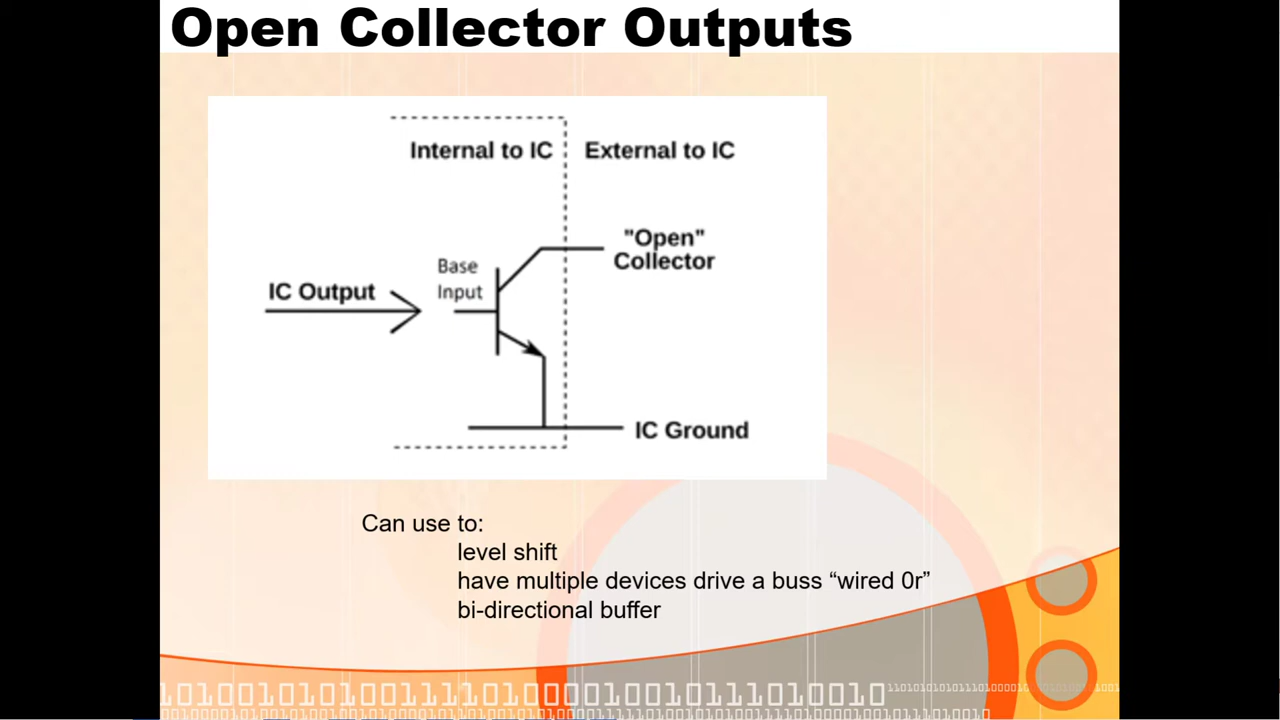 Open Collector Outputs
Internal to IC
External to IC
"Open"
Collector
Base
Input
IC Output
IC Ground
Can use to:
level shift
have multiple devices drive a buss “wired 0r”
bi-directional buffer